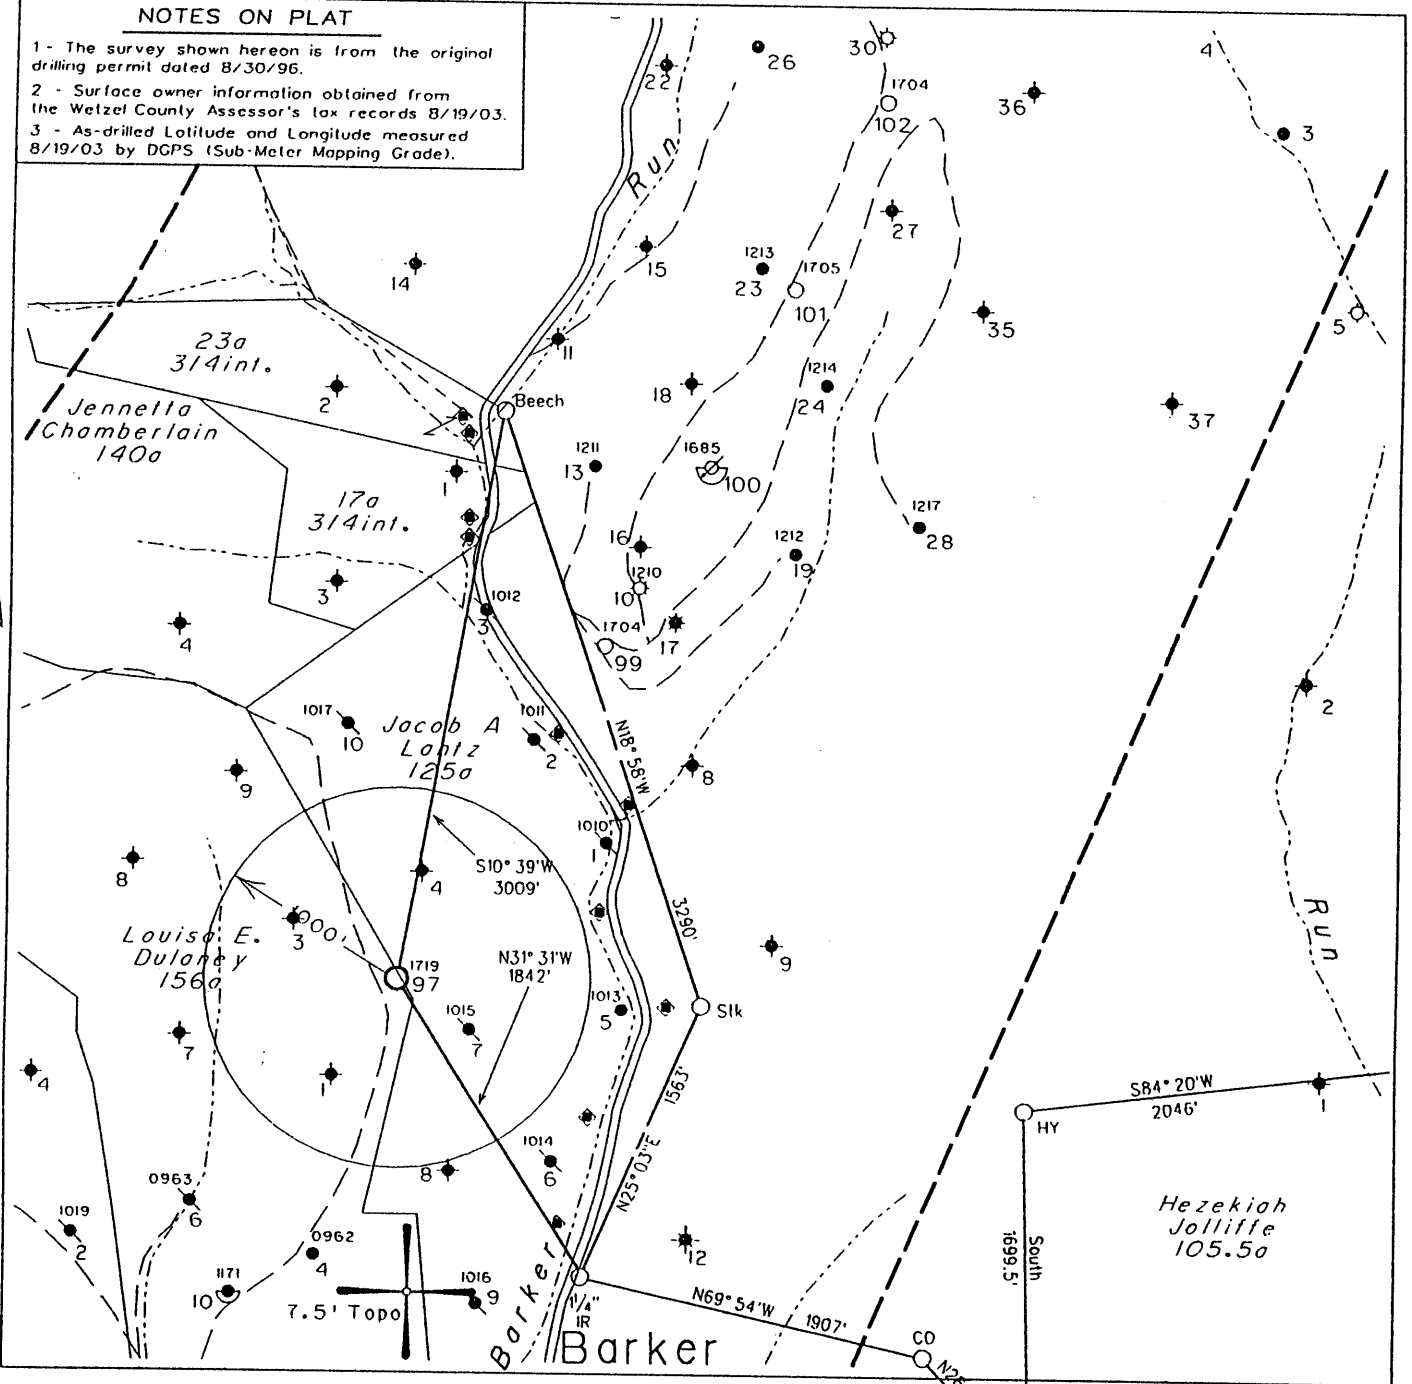 NOTES ON PLAT
1 - The survey shown hereon is from the original
drilling permit dated 8/30/96.
2 - Surface owner information obtained from
the Wetzel County Assessor's tax records 8/19/03.
3 - As-drilled Latitude and Longitude measured
8/19/03 by DGPS (Sub-Meter Mapping Grade).
22
26
30
1704
102
36
4
3
Run
27
14
15
1213
23
1705
101
35
5
23a
3/4int.
11
2
18
1214
24
37
Jennetta
Chamberlain
140a
Beech
1
1211
13
1685
100
17a
3/4int.
1217
28
16
1212
19
1210
10
3
1012
3
4
1704
99
17
2
1017
10
Jacob A
Lantz
125a
1011
2
N18° 58'W
8
9
1010
1
8
S10° 39'W
3009'
4
3290'
Run
1000'
3
Louisa E.
Dulaney
156a
N31° 31'W
1842'
9
1719
97
1013
5
Stk
1015
7
7
4
1
1563'
S84° 20'W
2046'
1
HY
1014
6
8
N25° 03"E
0963
6
1019
2
0962
4
12
Hezekiah
Jolliffe
105.5a
South
1699.5'
1171
10
1016
9
7.5' Topo
Barker
1 1/4"
IR
N69° 54'W
1907'
CO
Barker